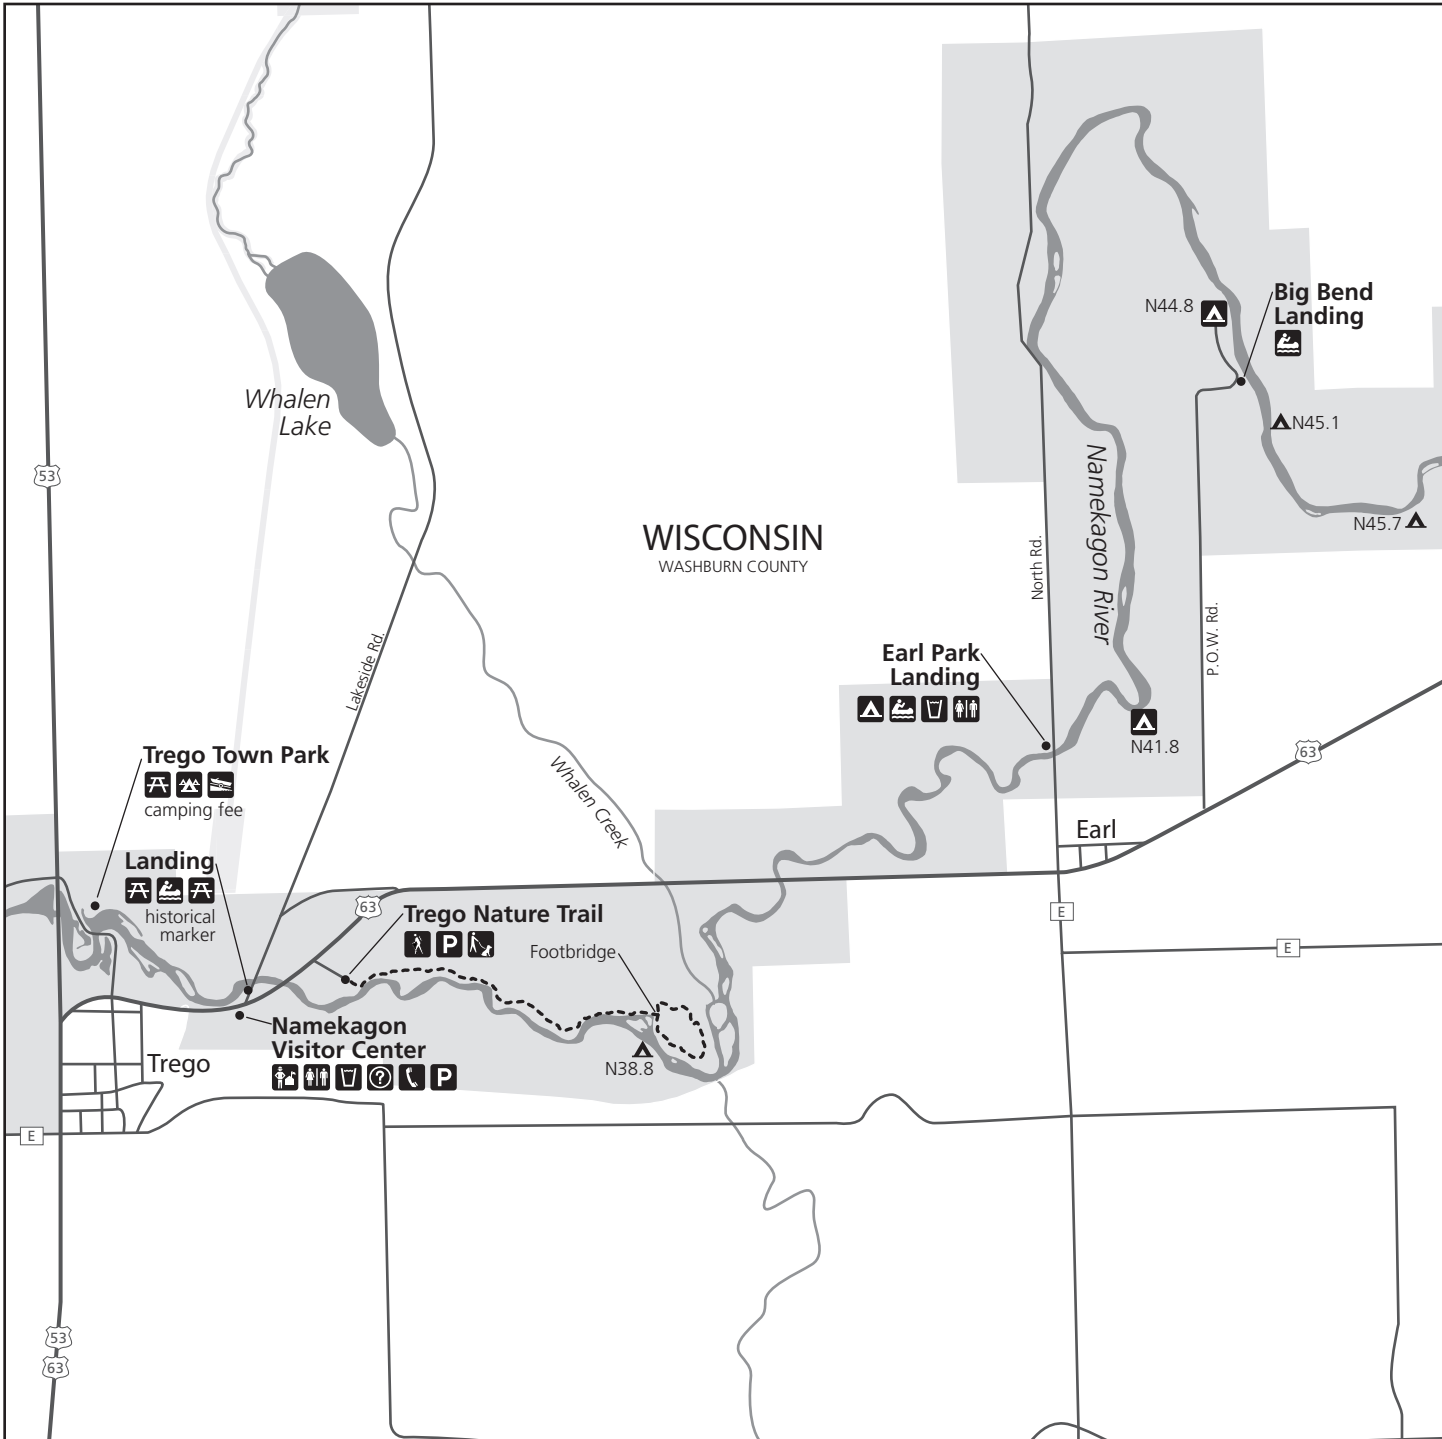 Big Bend
Landing
N44.8
Whalen
Lake
N45.1
53
Namekagon River
WISCONSIN
WASHBURN COUNTY
N45.7
North Rd.
P.O.W. Rd.
Lakeside Rd.
Earl Park
Landing
N41.8
63
Trego Town Park
camping fee
Whalen Creek
Earl
Landing
historical
marker
63
Trego Nature Trail
P
Footbridge
E
E
Namekagon
Visitor Center
? P
Trego
N38.8
E
53
63